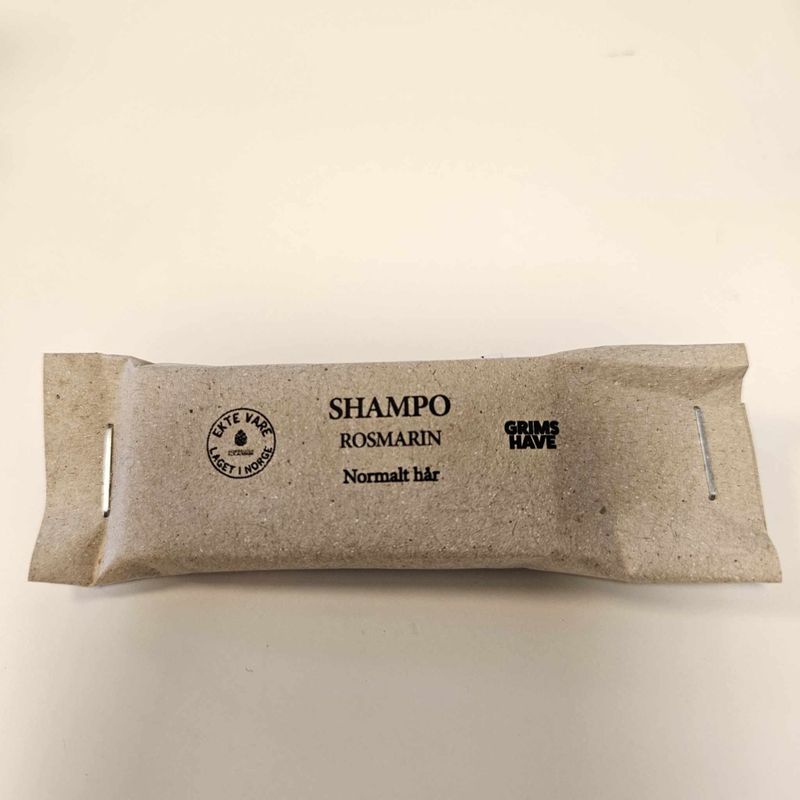 EKTE VARE
LAGET I NORGE
SHAMPO
ROSMARIN
Normalt hår
GRIMS
HAVE